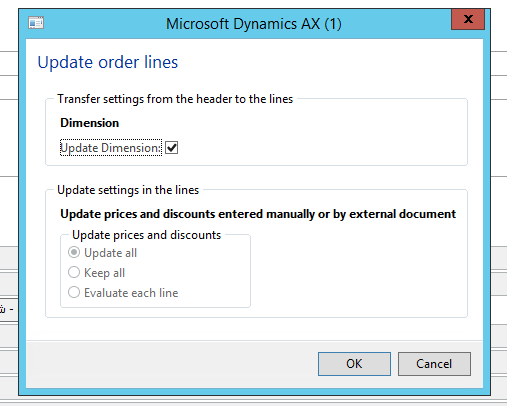 Microsoft Dynamics AX (1)
x
Update order lines
Transfer settings from the header to the lines
Dimension
Update Dimension:
Update settings in the lines
Update prices and discounts entered manually or by external document
Update prices and discounts
Update all
Keep all
Evaluate each line
OK
Cancel